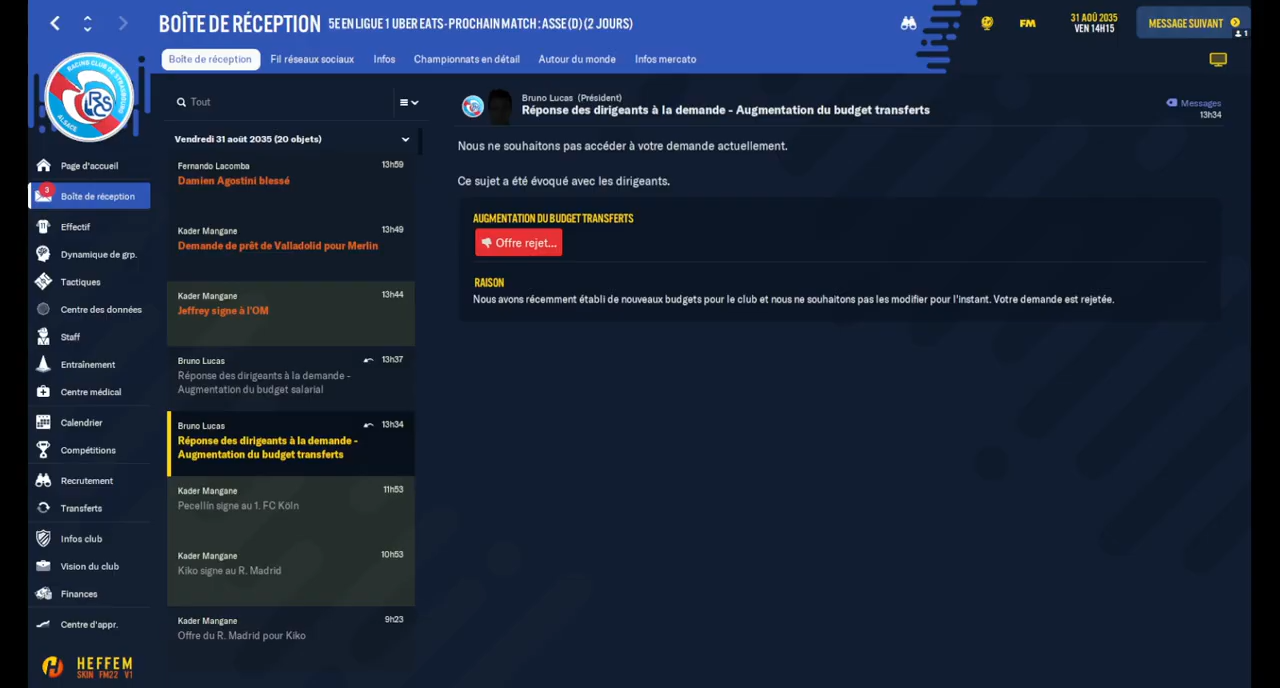 BOÎTE DE RÉCEPTION 5E EN LIGUE 1 UBER EATS - PROCHAIN MATCH : ASSE (D) (2 JOURS)
FM
31 AOÛ 2035
VEN 14H15
MESSAGE SUIVANT
1
Boîte de réception Fil réseaux sociaux Infos Championnats en détail Autour du monde Infos mercato
RACING CLUB DE STRASBOURG
ALSACE
RCS
Page d'accueil
3
Boîte de réception
Effectif
Dynamique de grp.
Tactiques
Centre des données
Staff
Entraînement
Centre médical
Calendrier
Compétitions
Recrutement
Transferts
Infos club
Vision du club
Finances
Centre d'appr.
HEFFEM
SKIN FM22 V1
Tout
Vendredi 31 août 2035 (20 objets)
Fernando Lacomba 13h59
Damien Agostini blessé
Kader Mangane 13h49
Demande de prêt de Valladolid pour Merlin
Kader Mangane 13h44
Jeffrey signe à l'OM
Bruno Lucas 13h37
Réponse des dirigeants à la demande -
Augmentation du budget salarial
Bruno Lucas 13h34
Réponse des dirigeants à la demande -
Augmentation du budget transferts
Kader Mangane 11h53
Pecellín signe au 1. FC Köln
Kader Mangane 10h53
Kiko signe au R. Madrid
Kader Mangane 9h23
Offre du R. Madrid pour Kiko
Bruno Lucas (Président)
Réponse des dirigeants à la demande - Augmentation du budget transferts
Messages
13h34
Nous ne souhaitons pas accéder à votre demande actuellement.
Ce sujet a été évoqué avec les dirigeants.
AUGMENTATION DU BUDGET TRANSFERTS
Offre rejet...
RAISON
Nous avons récemment établi de nouveaux budgets pour le club et nous ne souhaitons pas les modifier pour l'instant. Votre demande est rejetée.